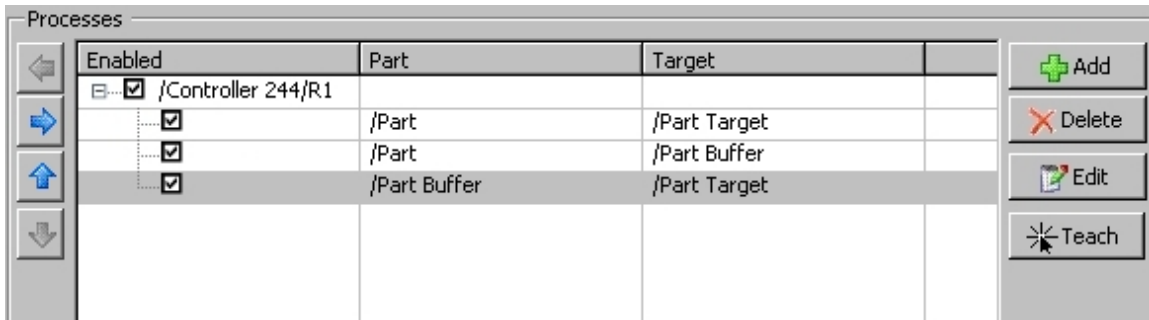 Processes
Enabled Part Target
/Controller 244/R1
/Part /Part Target
/Part /Part Buffer
/Part Buffer /Part Target
Add
Delete
Edit
Teach